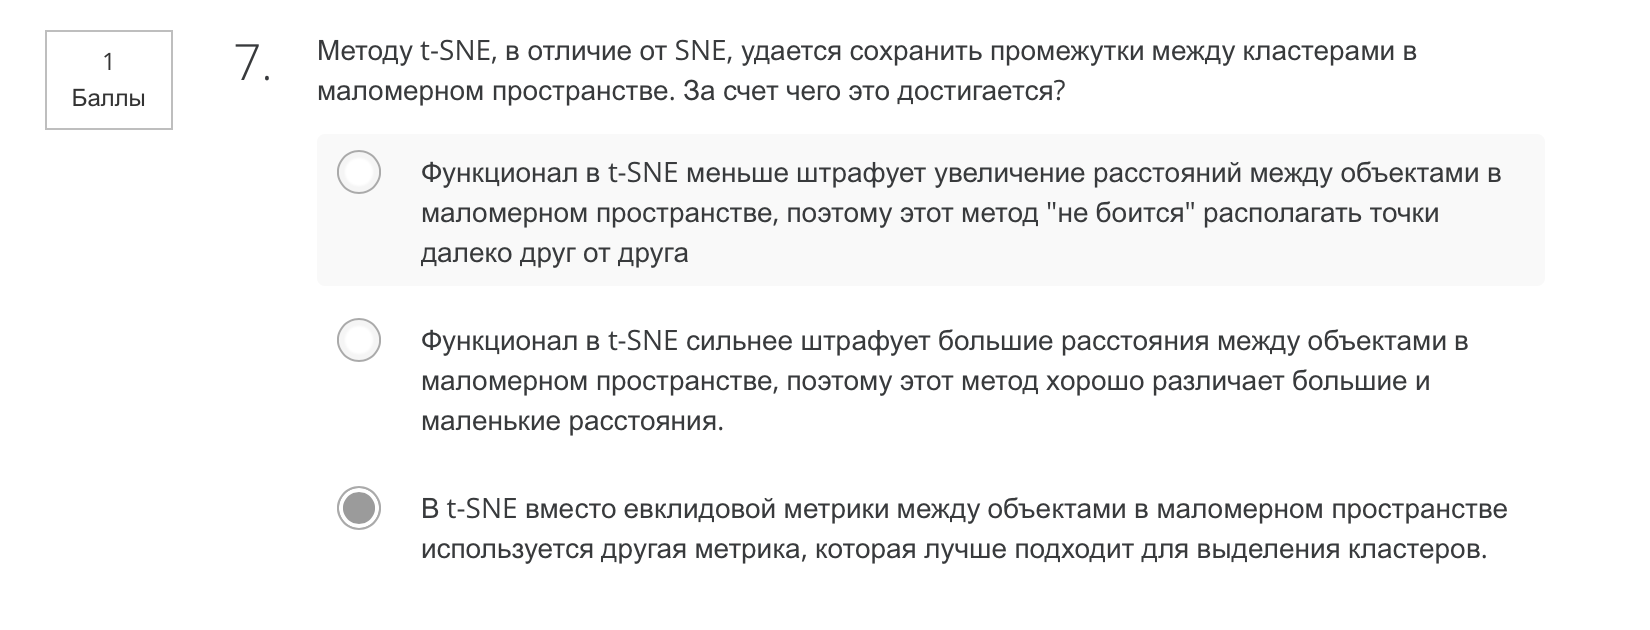 1
Баллы
7.
Методу t-SNE, в отличие от SNE, удается сохранить промежутки между кластерами в
маломерном пространстве. За счет чего это достигается?
Функционал в t-SNE меньше штрафует увеличение расстояний между объектами в
маломерном пространстве, поэтому этот метод "не боится" располагать точки
далеко друг от друга
Функционал в t-SNE сильнее штрафует большие расстояния между объектами в
маломерном пространстве, поэтому этот метод хорошо различает большие и
маленькие расстояния.
В t-SNE вместо евклидовой метрики между объектами в маломерном пространстве
используется другая метрика, которая лучше подходит для выделения кластеров.